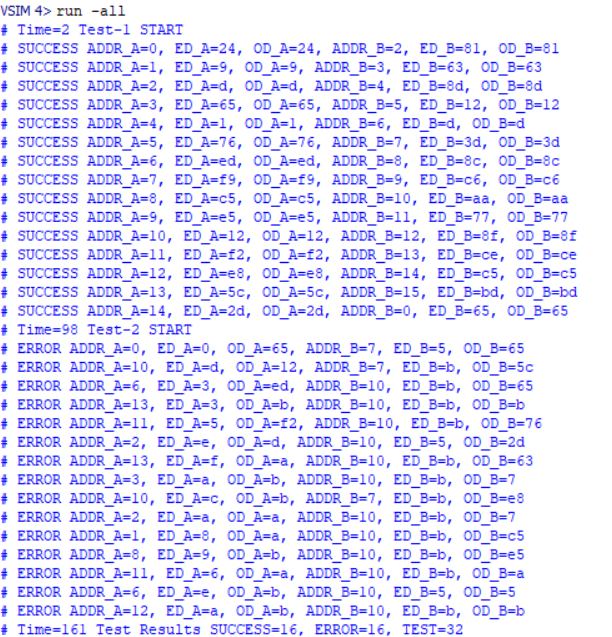 VSIM 4> run -all
# Time=2 Test-1 START
# SUCCESS ADDR_A=0, ED_A=24, OD_A=24, ADDR_B=2, ED_B=81, OD_B=81
# SUCCESS ADDR_A=1, ED_A=9, OD_A=9, ADDR_B=3, ED_B=63, OD_B=63
# SUCCESS ADDR_A=2, ED_A=d, OD_A=d, ADDR_B=4, ED_B=8d, OD_B=8d
# SUCCESS ADDR_A=3, ED_A=65, OD_A=65, ADDR_B=5, ED_B=12, OD_B=12
# SUCCESS ADDR_A=4, ED_A=1, OD_A=1, ADDR_B=6, ED_B=d, OD_B=d
# SUCCESS ADDR_A=5, ED_A=76, OD_A=76, ADDR_B=7, ED_B=3d, OD_B=3d
# SUCCESS ADDR_A=6, ED_A=ed, OD_A=ed, ADDR_B=8, ED_B=8c, OD_B=8c
# SUCCESS ADDR_A=7, ED_A=f9, OD_A=f9, ADDR_B=9, ED_B=c6, OD_B=c6
# SUCCESS ADDR_A=8, ED_A=c5, OD_A=c5, ADDR_B=10, ED_B=aa, OD_B=aa
# SUCCESS ADDR_A=9, ED_A=e5, OD_A=e5, ADDR_B=11, ED_B=77, OD_B=77
# SUCCESS ADDR_A=10, ED_A=12, OD_A=12, ADDR_B=12, ED_B=8f, OD_B=8f
# SUCCESS ADDR_A=11, ED_A=f2, OD_A=f2, ADDR_B=13, ED_B=ce, OD_B=ce
# SUCCESS ADDR_A=12, ED_A=e8, OD_A=e8, ADDR_B=14, ED_B=c5, OD_B=c5
# SUCCESS ADDR_A=13, ED_A=5c, OD_A=5c, ADDR_B=15, ED_B=bd, OD_B=bd
# SUCCESS ADDR_A=14, ED_A=2d, OD_A=2d, ADDR_B=0, ED_B=65, OD_B=65
# Time=98 Test-2 START
# ERROR ADDR_A=0, ED_A=0, OD_A=65, ADDR_B=7, ED_B=5, OD_B=65
# ERROR ADDR_A=10, ED_A=d, OD_A=12, ADDR_B=7, ED_B=b, OD_B=5c
# ERROR ADDR_A=6, ED_A=3, OD_A=ed, ADDR_B=10, ED_B=b, OD_B=65
# ERROR ADDR_A=13, ED_A=3, OD_A=b, ADDR_B=10, ED_B=b, OD_B=b
# ERROR ADDR_A=11, ED_A=5, OD_A=f2, ADDR_B=10, ED_B=b, OD_B=76
# ERROR ADDR_A=2, ED_A=e, OD_A=d, ADDR_B=10, ED_B=5, OD_B=2d
# ERROR ADDR_A=13, ED_A=f, OD_A=a, ADDR_B=10, ED_B=b, OD_B=63
# ERROR ADDR_A=3, ED_A=a, OD_A=b, ADDR_B=10, ED_B=b, OD_B=7
# ERROR ADDR_A=10, ED_A=c, OD_A=b, ADDR_B=7, ED_B=b, OD_B=e8
# ERROR ADDR_A=2, ED_A=a, OD_A=a, ADDR_B=10, ED_B=b, OD_B=7
# ERROR ADDR_A=1, ED_A=8, OD_A=a, ADDR_B=10, ED_B=b, OD_B=c5
# ERROR ADDR_A=8, ED_A=9, OD_A=b, ADDR_B=10, ED_B=b, OD_B=e5
# ERROR ADDR_A=11, ED_A=6, OD_A=a, ADDR_B=10, ED_B=b, OD_B=a
# ERROR ADDR_A=6, ED_A=e, OD_A=b, ADDR_B=10, ED_B=5, OD_B=5
# ERROR ADDR_A=12, ED_A=a, OD_A=b, ADDR_B=10, ED_B=b, OD_B=b
# Time=161 Test Results SUCCESS=16, ERROR=16, TEST=32